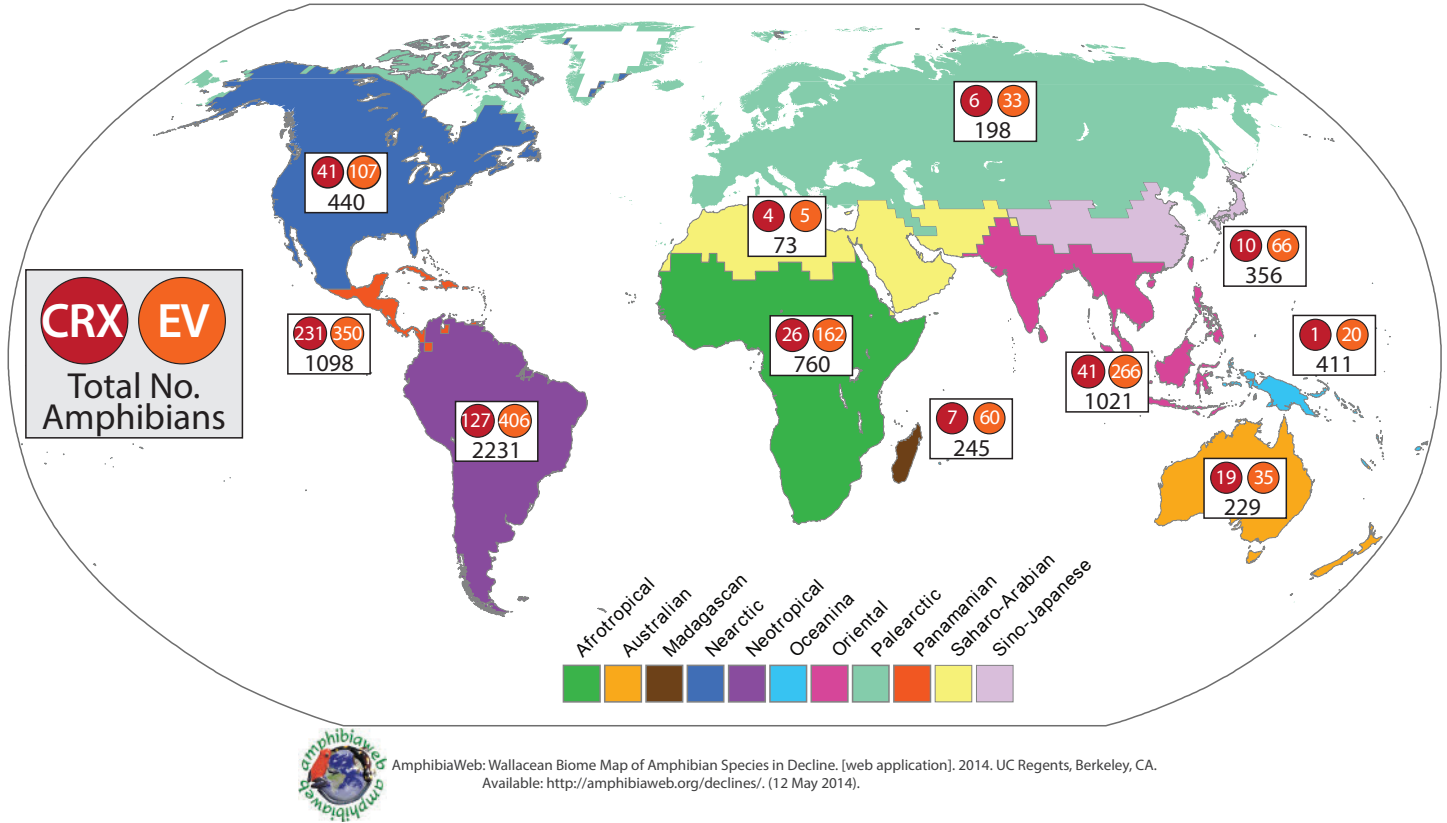 6 33
198
41 107
440
4 5
73
10 66
356
CRX EV
Total No.
Amphibians
231 350
1098
26 162
760
1 20
411
41 266
1021
127 406
2231
7 60
245
19 35
229
Afrotropical
Australian
Madagascan
Nearctic
Neotropical
Oceanina
Oriental
Palearctic
Panamanian
Saharo-Arabian
Sino-Japanese
amphibiaweb
amphibiaweb
AmphibiaWeb: Wallacean Biome Map of Amphibian Species in Decline. [web application]. 2014. UC Regents, Berkeley, CA.
Available: http://amphibiaweb.org/declines/. (12 May 2014).